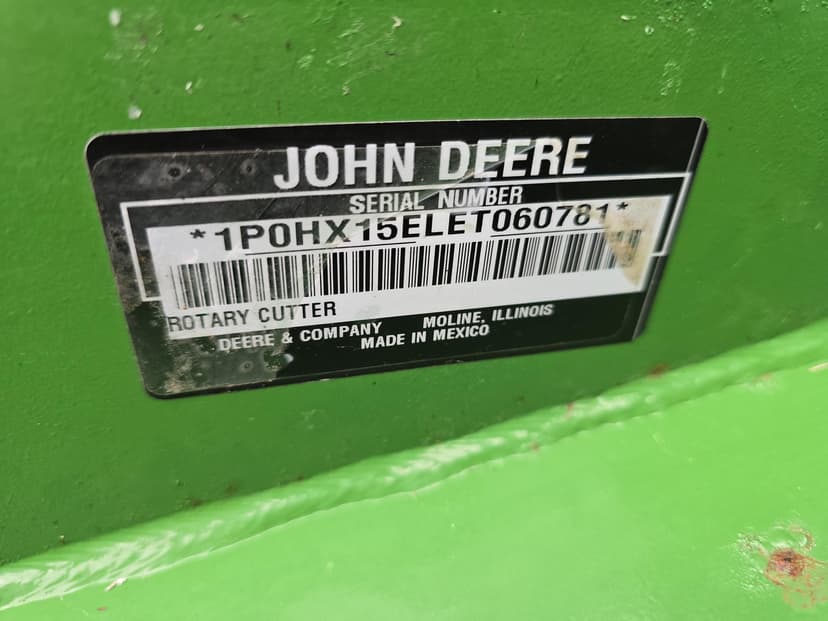 JOHN DEERE
SERIAL NUMBER
*1P0HX15ELET060781*
ROTARY CUTTER
DEERE & COMPANY MOLINE, ILLINOIS
MADE IN MEXICO